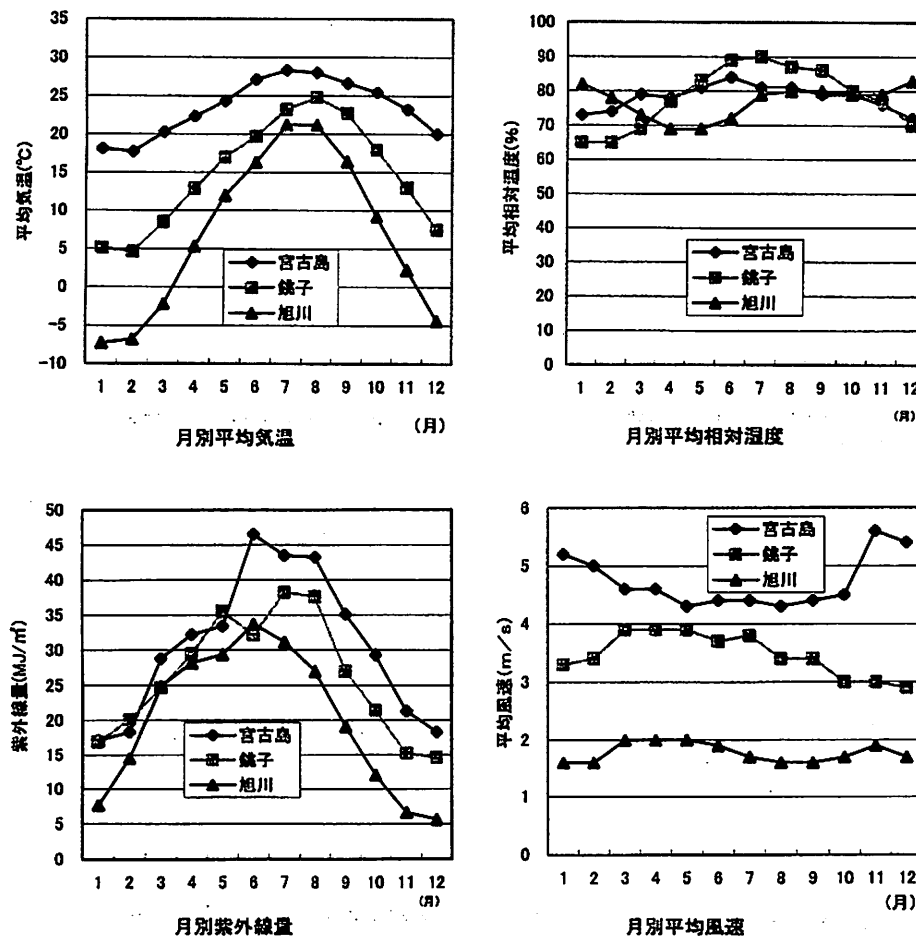 35
30
25
20
15
10
5
0
-5
-10
平均気温(℃)
宮古島
銚子
旭川
1 2 3 4 5 6 7 8 9 10 11 12
(月)
月別平均気温
100
90
80
70
60
50
40
30
20
10
0
平均相対湿度(%)
宮古島
銚子
旭川
1 2 3 4 5 6 7 8 9 10 11 12
(月)
月別平均相対湿度
50
45
40
35
30
25
20
15
10
5
0
紫外線量(MJ/㎡)
宮古島
銚子
旭川
1 2 3 4 5 6 7 8 9 10 11 12
(月)
月別紫外線量
6
5
4
3
2
1
0
平均風速(m/s)
宮古島
銚子
旭川
1 2 3 4 5 6 7 8 9 10 11 12
(月)
月別平均風速